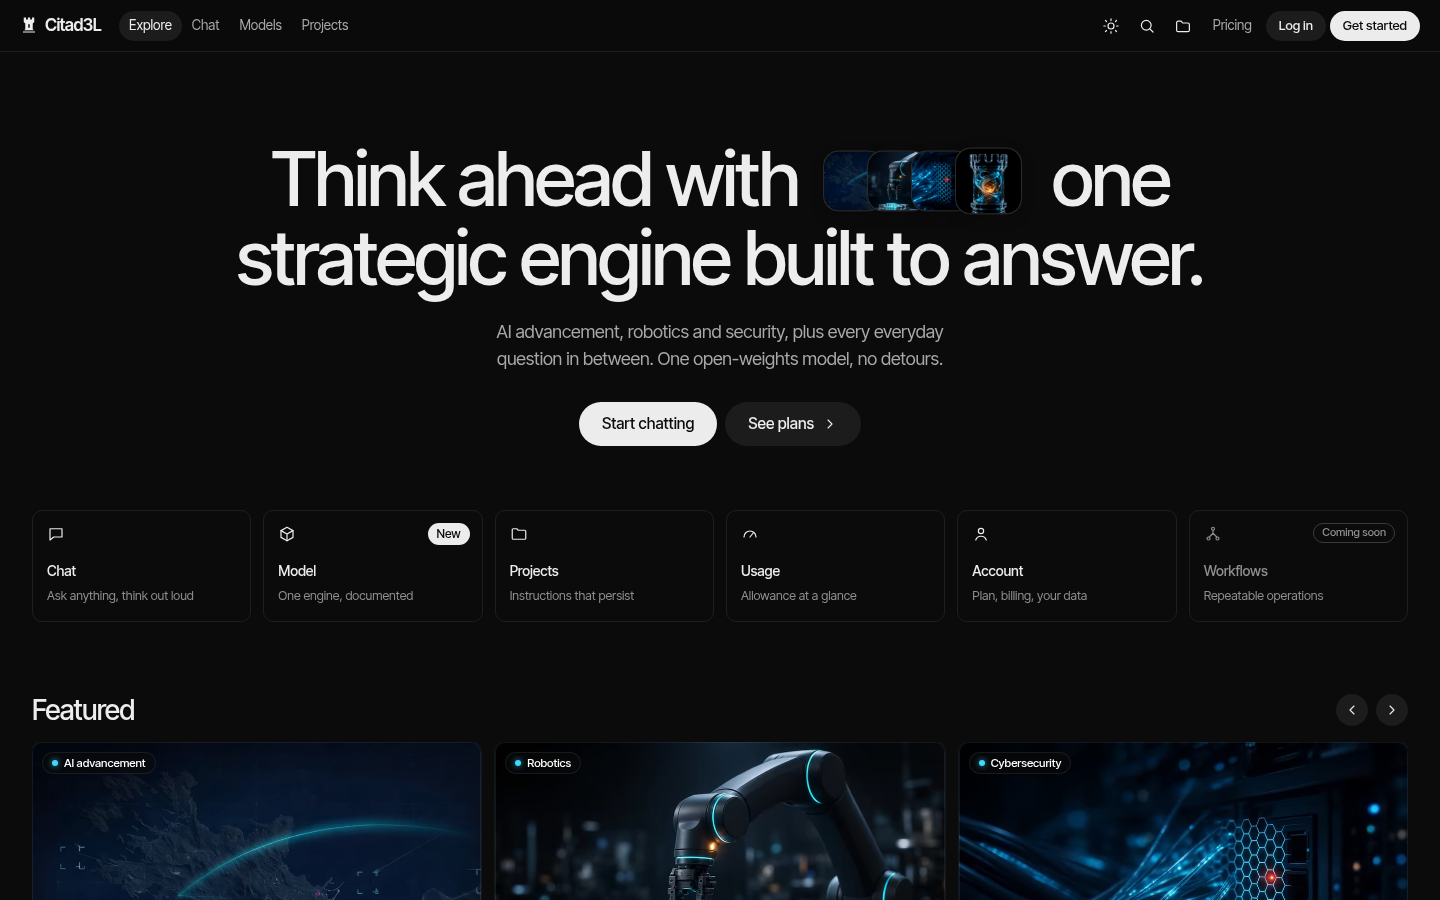 Citad3L
Explore
Chat
Models
Projects
Pricing
Log in
Get started
Think ahead with one
strategic engine built to answer.
AI advancement, robotics and security, plus every everyday
question in between. One open-weights model, no detours.
Start chatting
See plans
Chat
Ask anything, think out loud
New
Model
One engine, documented
Projects
Instructions that persist
Usage
Allowance at a glance
Account
Plan, billing, your data
Coming soon
Workflows
Repeatable operations
Featured
AI advancement
Robotics
Cybersecurity